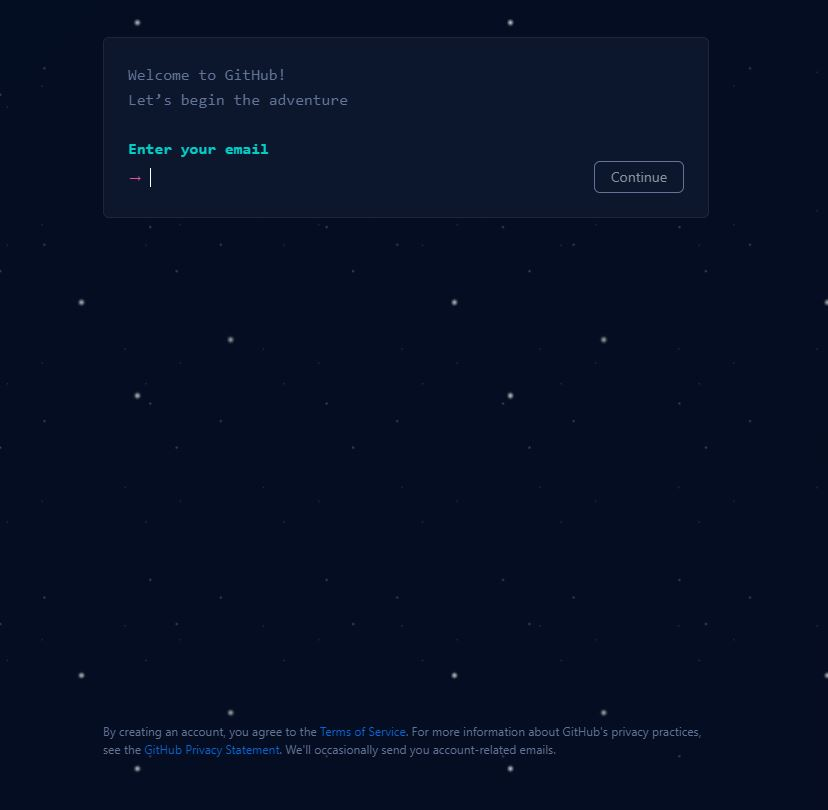 Welcome to GitHub!
Let’s begin the adventure
Enter your email
→
Continue
By creating an account, you agree to the Terms of Service. For more information about GitHub's privacy practices,
see the GitHub Privacy Statement. We'll occasionally send you account-related emails.